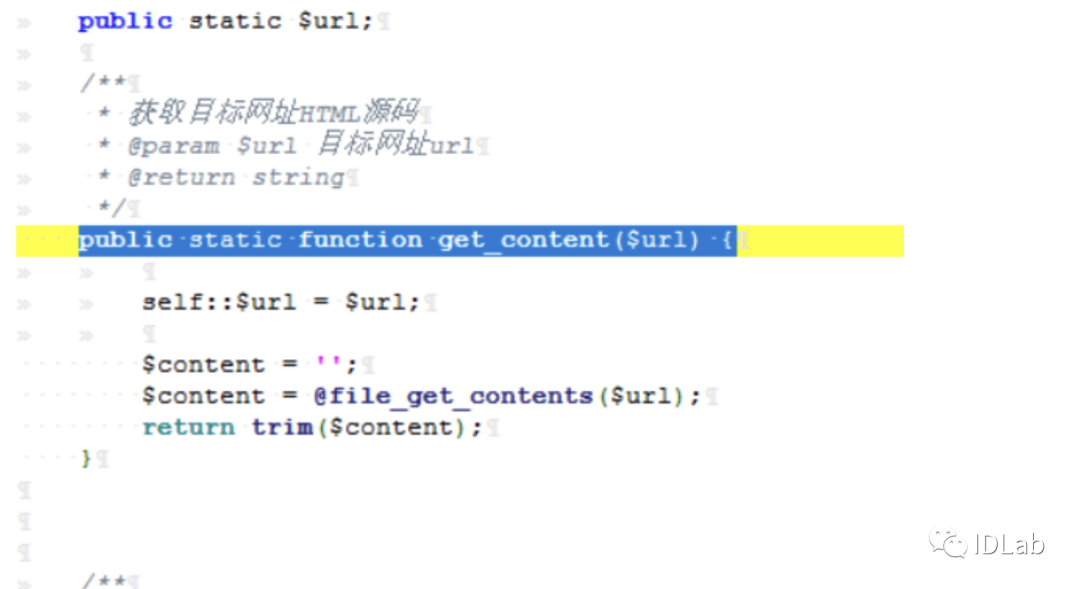 public static $url;
/**
* 获取目标网址HTML源码
* @param $url 目标网址url
* @return string
*/
public static function get_content($url) {
self::$url = $url;
$content = '';
$content = @file_get_contents($url);
return trim($content);
}
/**
IDLab